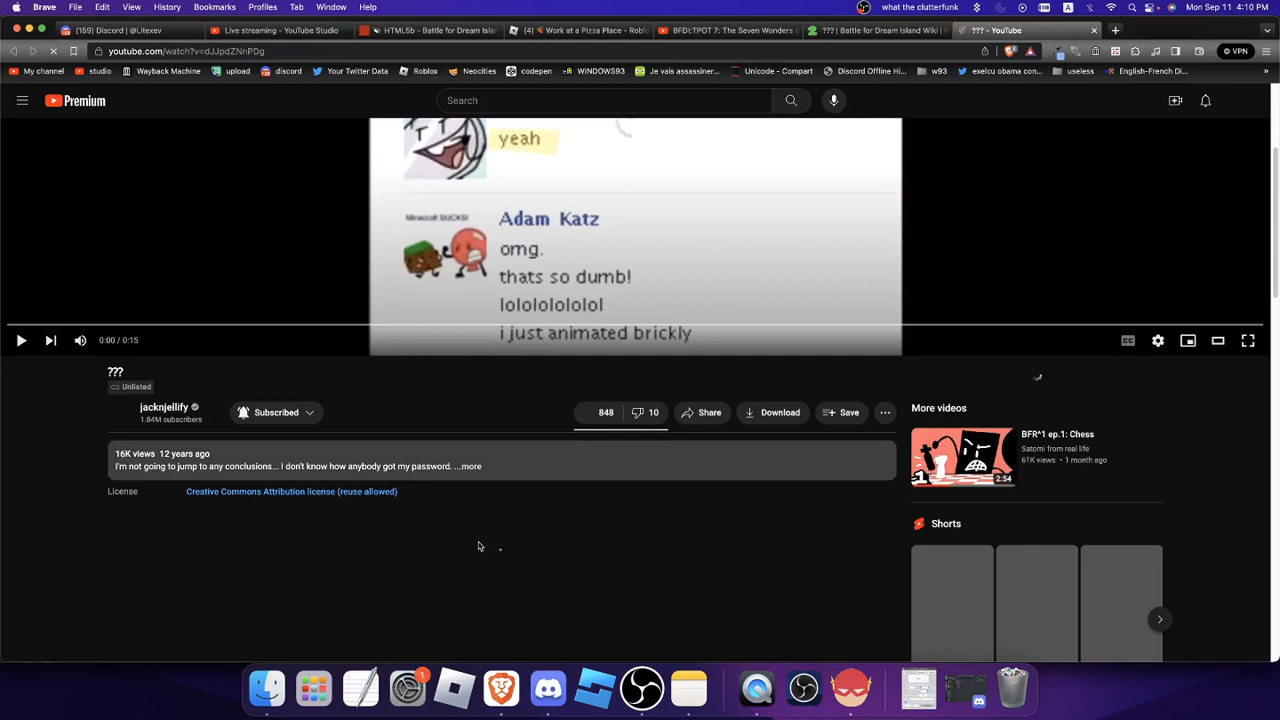 Brave File Edit View History Bookmarks Profiles Tab Window Help what the clutterfunk A Mon Sep 11 4:10 PM
(159) Discord | @Litexev Live streaming - YouTube Studio HTML5b - Battle for Dream Islan (4) Work at a Pizza Place - Roblo BFDI:TPOT 7: The Seven Wonders o ??? | Battle for Dream Island Wiki | F ??? - YouTube
youtube.com/watch?v=dJJpdZNnPDg VPN
My channel studio Wayback Machine upload discord Your Twitter Data Roblox Neocities codepen WINDOWS93 Je vais assassiner... Unicode - Compart Discord Offline Hi... w93 exelcu obama con... useless English-French Di...
Premium Search
yeah
Minecraft SUCKS!
Adam Katz
omg.
thats so dumb!
lolololololol
i just animated brickly
0:00 / 0:15 CC
???
Unlisted
jacknjellify
1.84M subscribers
Subscribed 848 10 Share Download Save
16K views 12 years ago
I'm not going to jump to any conclusions... I don't know how anybody got my password. ...more
License Creative Commons Attribution license (reuse allowed)
More videos
BFR^1 ep.1: Chess
Satomi from real life
61K views • 1 month ago
-1 2:54
Shorts
1